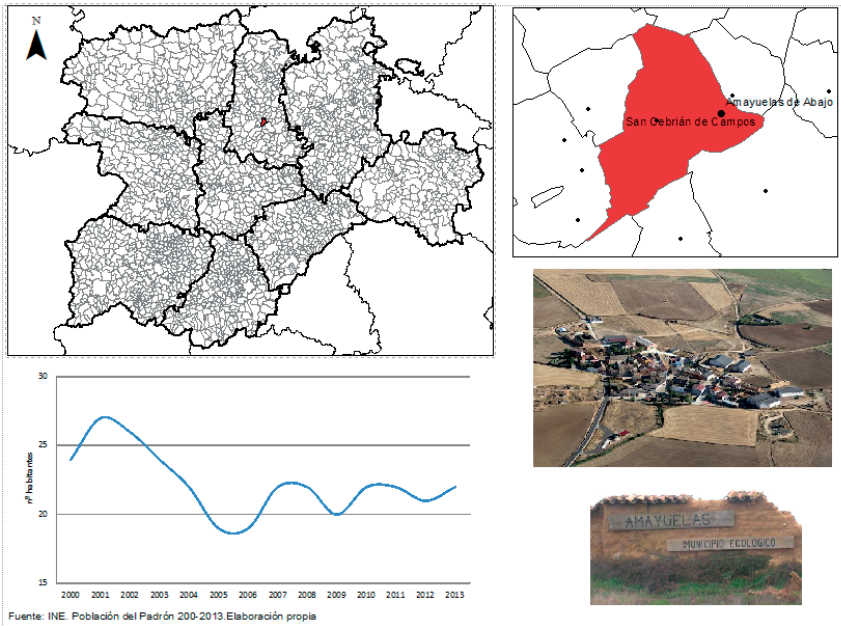 N
Amayuelas de Abajo
San Cebrián de Campos
30
25
20
15
nº habitantes
2000 2001 2002 2003 2004 2005 2006 2007 2008 2009 2010 2011 2012 2013
AMAYUELAS
MUNICIPIO ECOLOGICO
Fuente: INE. Población del Padrón 200-2013.Elaboración propia